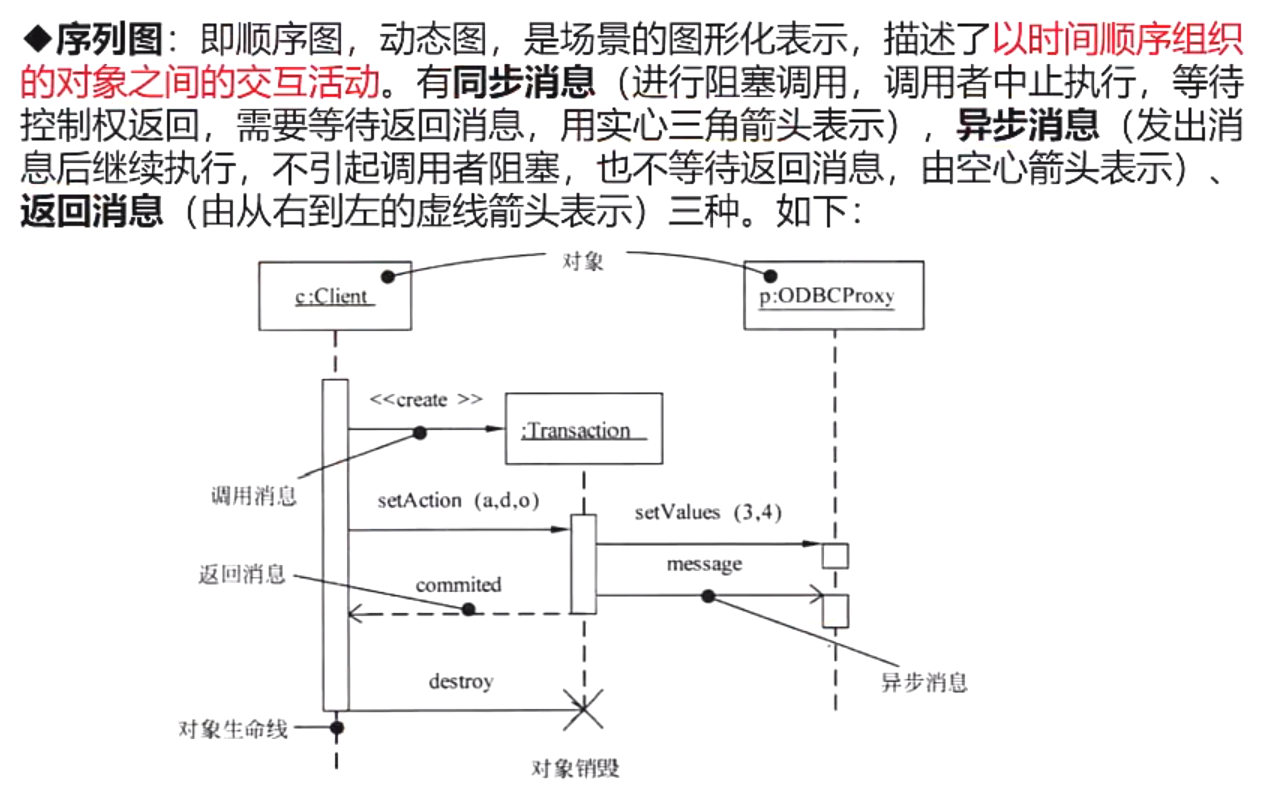 ◆序列图：即顺序图，动态图，是场景的图形化表示，描述了以时间顺序组织
的对象之间的交互活动。有同步消息（进行阻塞调用，调用者中止执行，等待
控制权返回，需要等待返回消息，用实心三角箭头表示），异步消息（发出消
息后继续执行，不引起调用者阻塞，也不等待返回消息，由空心箭头表示）、
返回消息（由从右到左的虚线箭头表示）三种。如下：
对象
c:Client
p:ODBCProxy
<<create >>
:Transaction
调用消息
setAction (a,d,o)
setValues (3,4)
message
返回消息
commited
异步消息
destroy
对象生命线
对象销毁